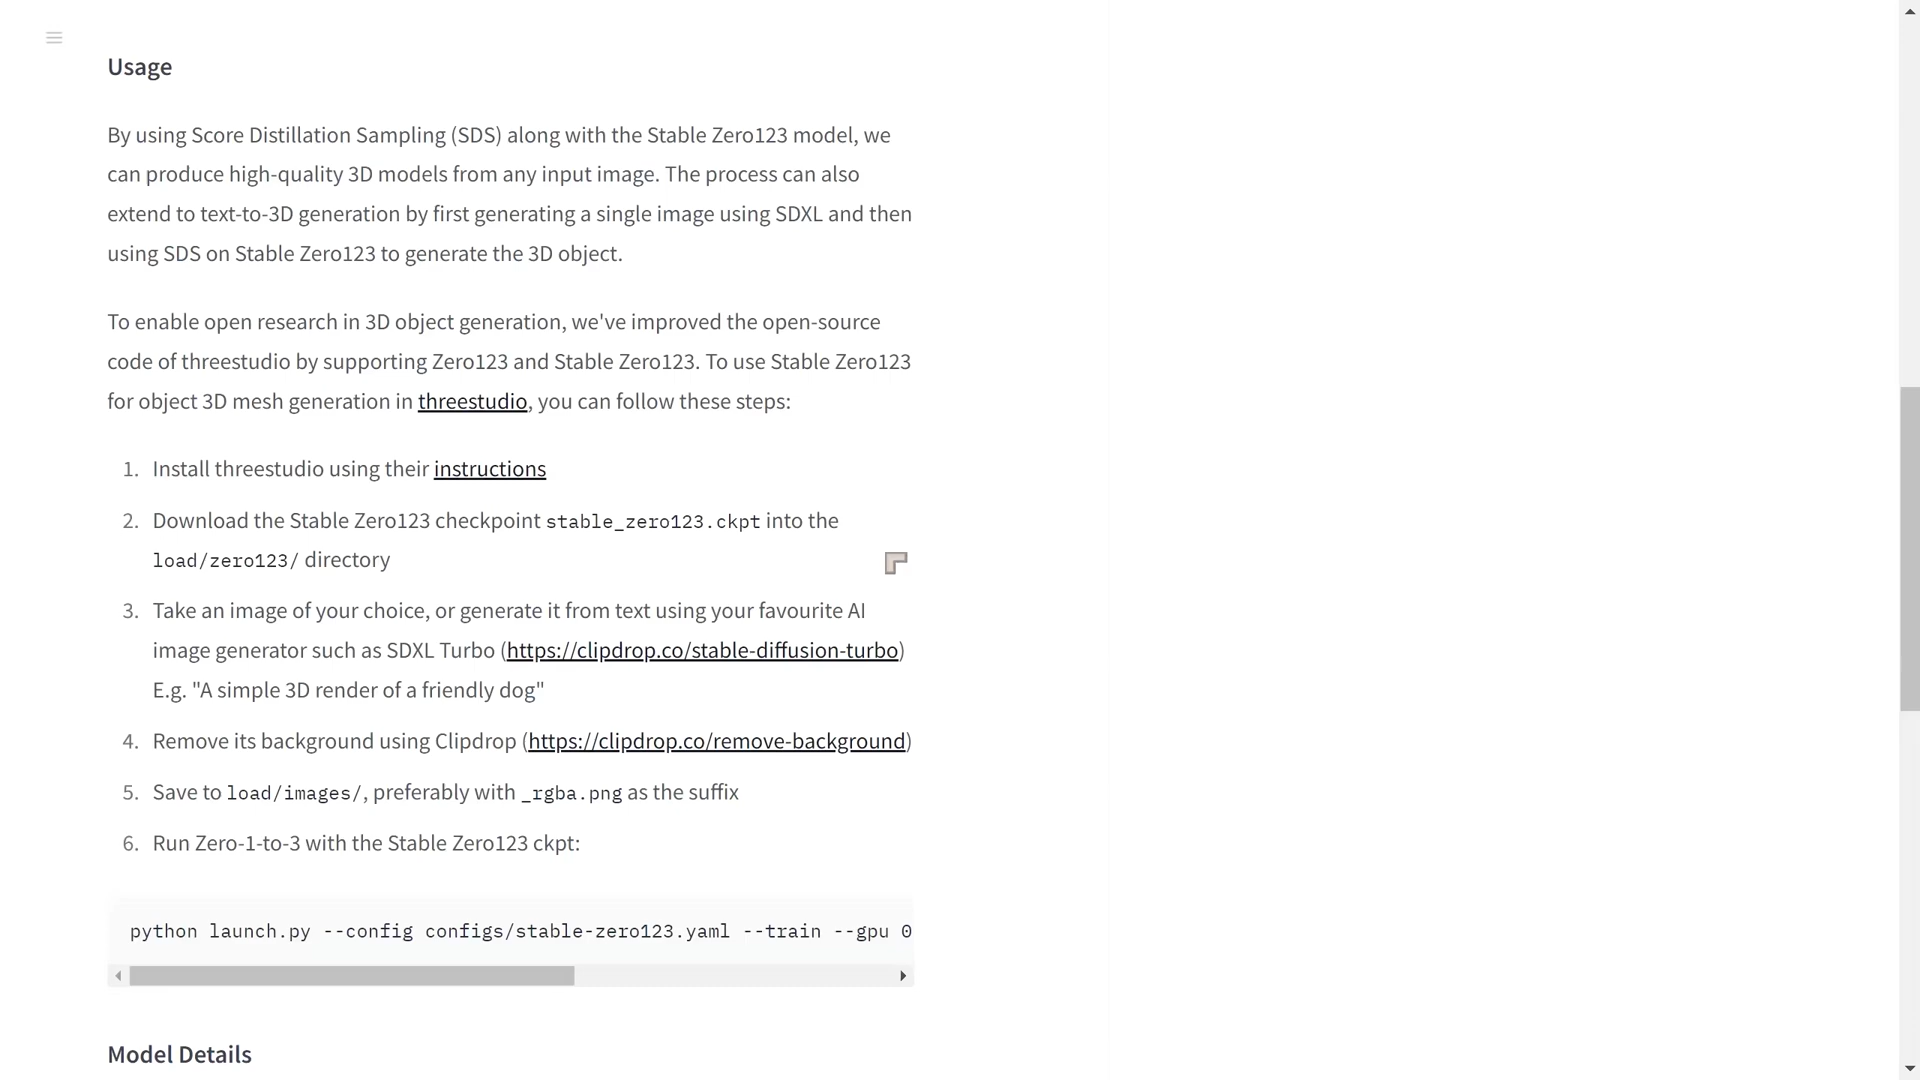 Usage
By using Score Distillation Sampling (SDS) along with the Stable Zero123 model, we
can produce high-quality 3D models from any input image. The process can also
extend to text-to-3D generation by first generating a single image using SDXL and then
using SDS on Stable Zero123 to generate the 3D object.
To enable open research in 3D object generation, we've improved the open-source
code of threestudio by supporting Zero123 and Stable Zero123. To use Stable Zero123
for object 3D mesh generation in threestudio, you can follow these steps:
1. Install threestudio using their instructions
2. Download the Stable Zero123 checkpoint stable_zero123.ckpt into the
load/zero123/ directory
3. Take an image of your choice, or generate it from text using your favourite AI
image generator such as SDXL Turbo (https://clipdrop.co/stable-diffusion-turbo)
E.g. "A simple 3D render of a friendly dog"
4. Remove its background using Clipdrop (https://clipdrop.co/remove-background)
5. Save to load/images/, preferably with _rgba.png as the suffix
6. Run Zero-1-to-3 with the Stable Zero123 ckpt:
python launch.py --config configs/stable-zero123.yaml --train --gpu 0
Model Details